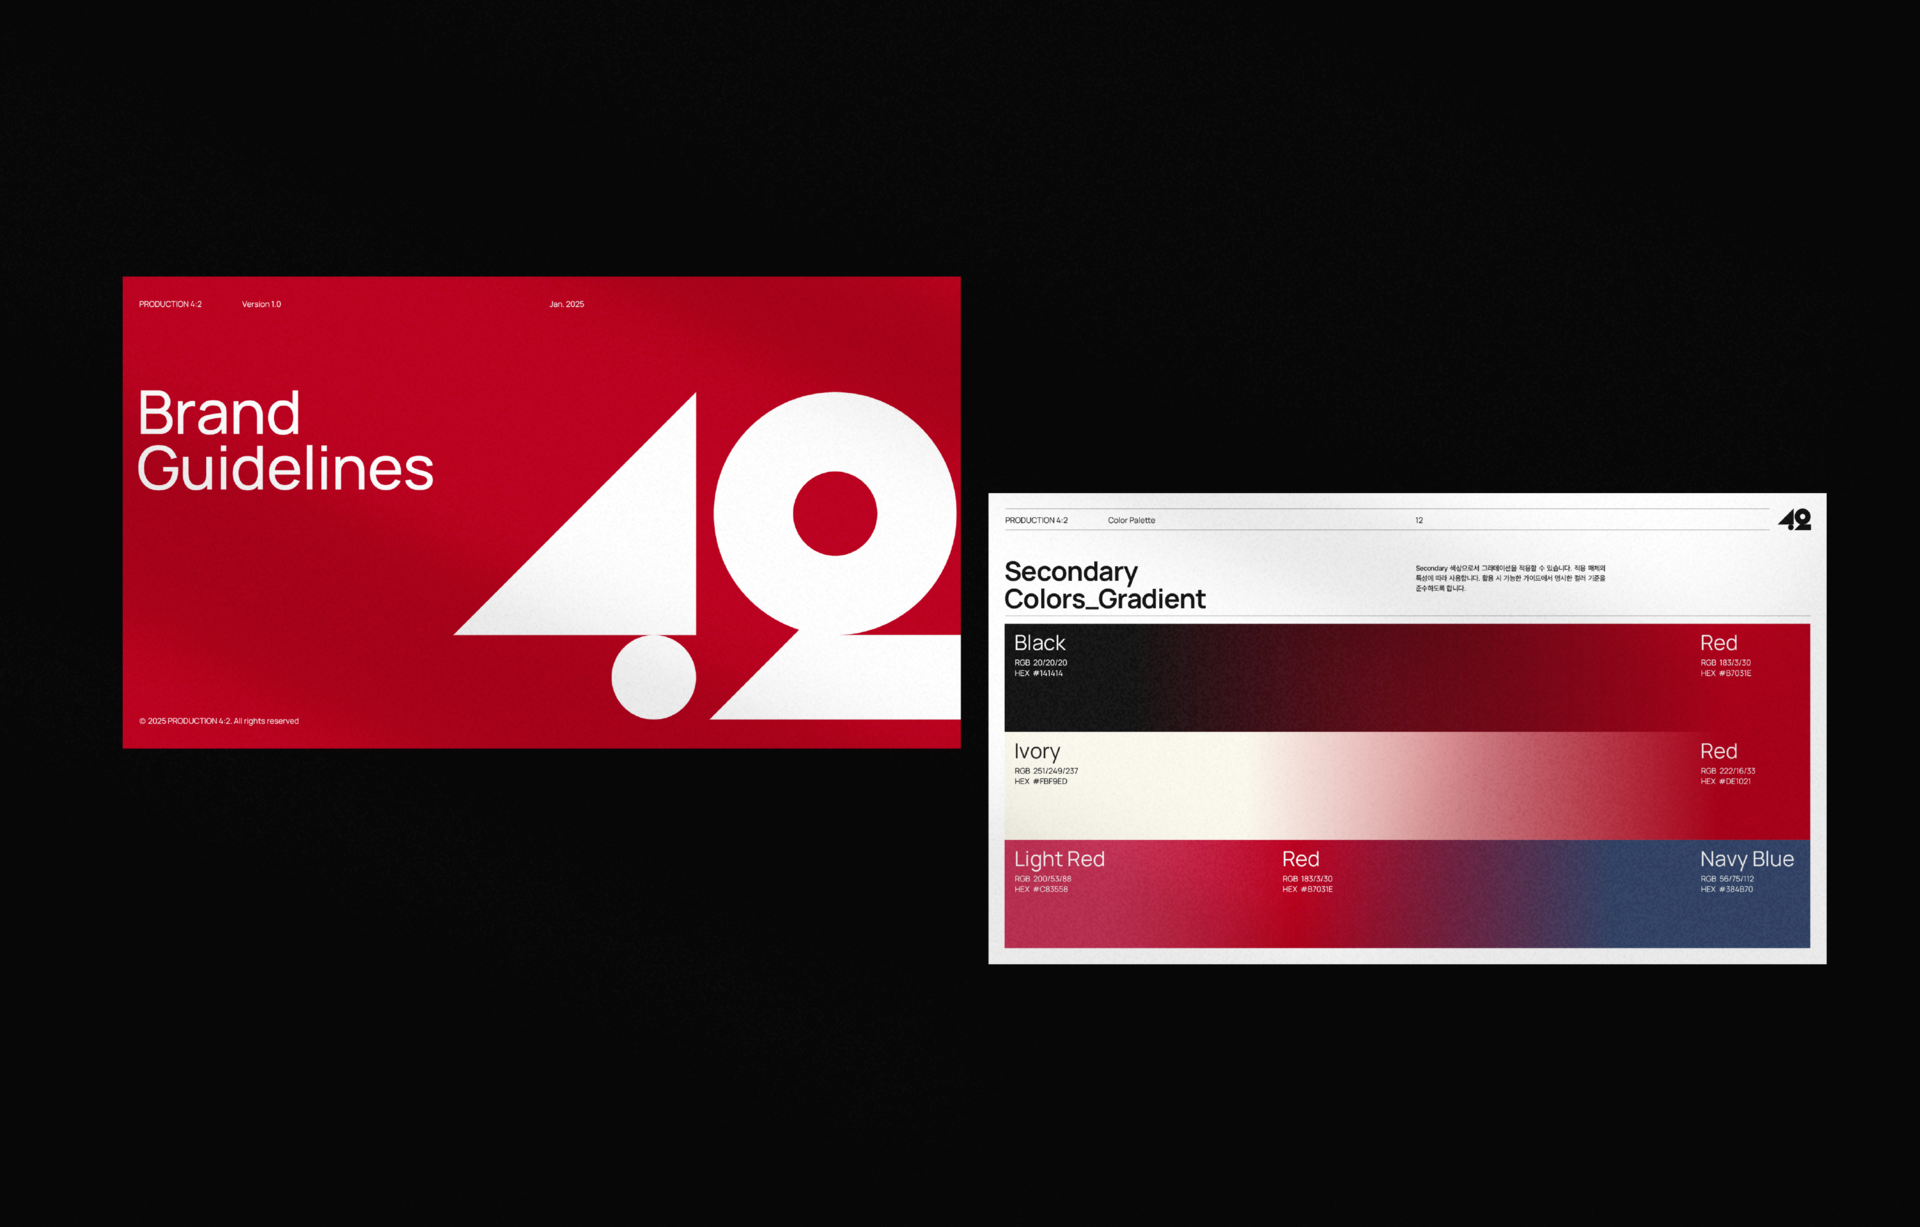 PRODUCTION 4:2 Version 1.0 Jan. 2025
Brand
Guidelines
42
© 2025 PRODUCTION 4:2. All rights reserved
PRODUCTION 4:2 Color Palette 12 42
Secondary
Colors_Gradient
Secondary 색상으로서 그라데이션을 적용할 수 있습니다. 적용 매체의
특성에 따라 사용합니다. 활용 시 가능한 가이드에서 명시한 컬러 기준을
준수하도록 합니다.
Black Red
RGB 20/20/20 RGB 183/3/30
HEX #141414 HEX #B7031E
Ivory Red
RGB 251/249/237 RGB 222/16/33
HEX #FBF9ED HEX #DE1021
Light Red Red Navy Blue
RGB 200/53/88 RGB 183/3/30 RGB 56/75/112
HEX #C83558 HEX #B7031E HEX #384B70